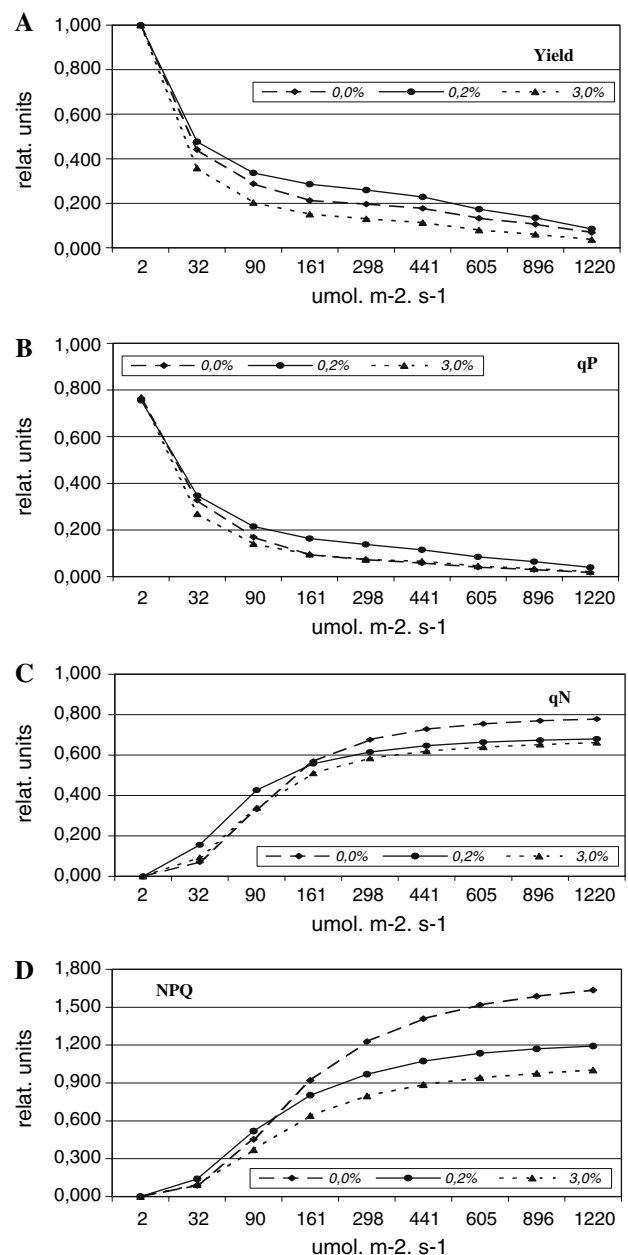 A
Yield
0,0% 0,2% 3,0%
1,000
0,800
0,600
0,400
0,200
0,000
relat. units
2 32 90 161 298 441 605 896 1220
umol. m-2. s-1
B
qP
0,0% 0,2% 3,0%
1,000
0,800
0,600
0,400
0,200
0,000
relat. units
2 32 90 161 298 441 605 896 1220
umol. m-2. s-1
C
qN
1,000
0,800
0,600
0,400
0,200
0,000
relat. units
0,0% 0,2% 3,0%
2 32 90 161 298 441 605 896 1220
umol. m-2. s-1
D
NPQ
1,800
1,500
1,200
0,900
0,600
0,300
0,000
relat. units
0,0% 0,2% 3,0%
2 32 90 161 298 441 605 896 1220
umol. m-2. s-1